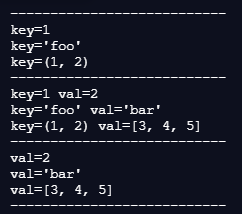 ---------------------------
key=1
key='foo'
key=(1, 2)
---------------------------
key=1 val=2
key='foo' val='bar'
key=(1, 2) val=[3, 4, 5]
---------------------------
val=2
val='bar'
val=[3, 4, 5]
---------------------------